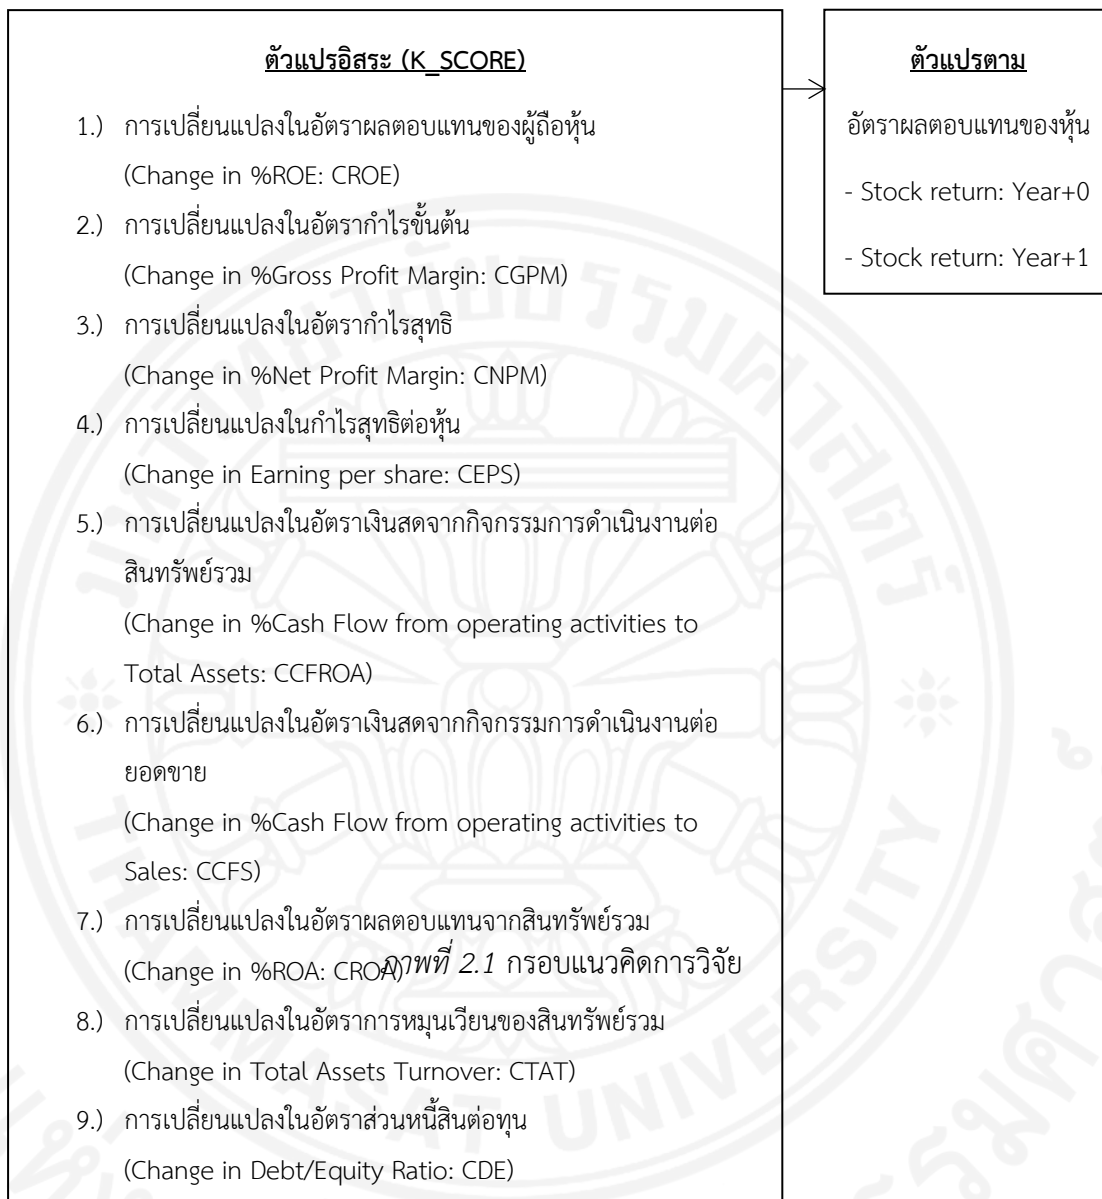 ตัวแปรอิสระ (K_SCORE)
1.) การเปลี่ยนแปลงในอัตราผลตอบแทนของผู้ถือหุ้น
(Change in %ROE: CROE)
2.) การเปลี่ยนแปลงในอัตรากำไรขั้นต้น
(Change in %Gross Profit Margin: CGPM)
3.) การเปลี่ยนแปลงในอัตรากำไรสุทธิ
(Change in %Net Profit Margin: CNPM)
4.) การเปลี่ยนแปลงในกำไรสุทธิต่อหุ้น
(Change in Earning per share: CEPS)
5.) การเปลี่ยนแปลงในอัตราเงินสดจากกิจกรรมการดำเนินงานต่อ
สินทรัพย์รวม
(Change in %Cash Flow from operating activities to
Total Assets: CCFROA)
6.) การเปลี่ยนแปลงในอัตราเงินสดจากกิจกรรมการดำเนินงานต่อ
ยอดขาย
(Change in %Cash Flow from operating activities to
Sales: CCFS)
7.) การเปลี่ยนแปลงในอัตราผลตอบแทนจากสินทรัพย์รวม
(Change in %ROA: CROA)
ภาพที่ 2.1 กรอบแนวคิดการวิจัย
8.) การเปลี่ยนแปลงในอัตราการหมุนเวียนของสินทรัพย์รวม
(Change in Total Assets Turnover: CTAT)
9.) การเปลี่ยนแปลงในอัตราส่วนหนี้สินต่อทุน
(Change in Debt/Equity Ratio: CDE)
ตัวแปรตาม
อัตราผลตอบแทนของหุ้น
- Stock return: Year+0
- Stock return: Year+1
มหาวิทยาลัยธรรมศาสตร์
THAMMASAT UNIVERSITY